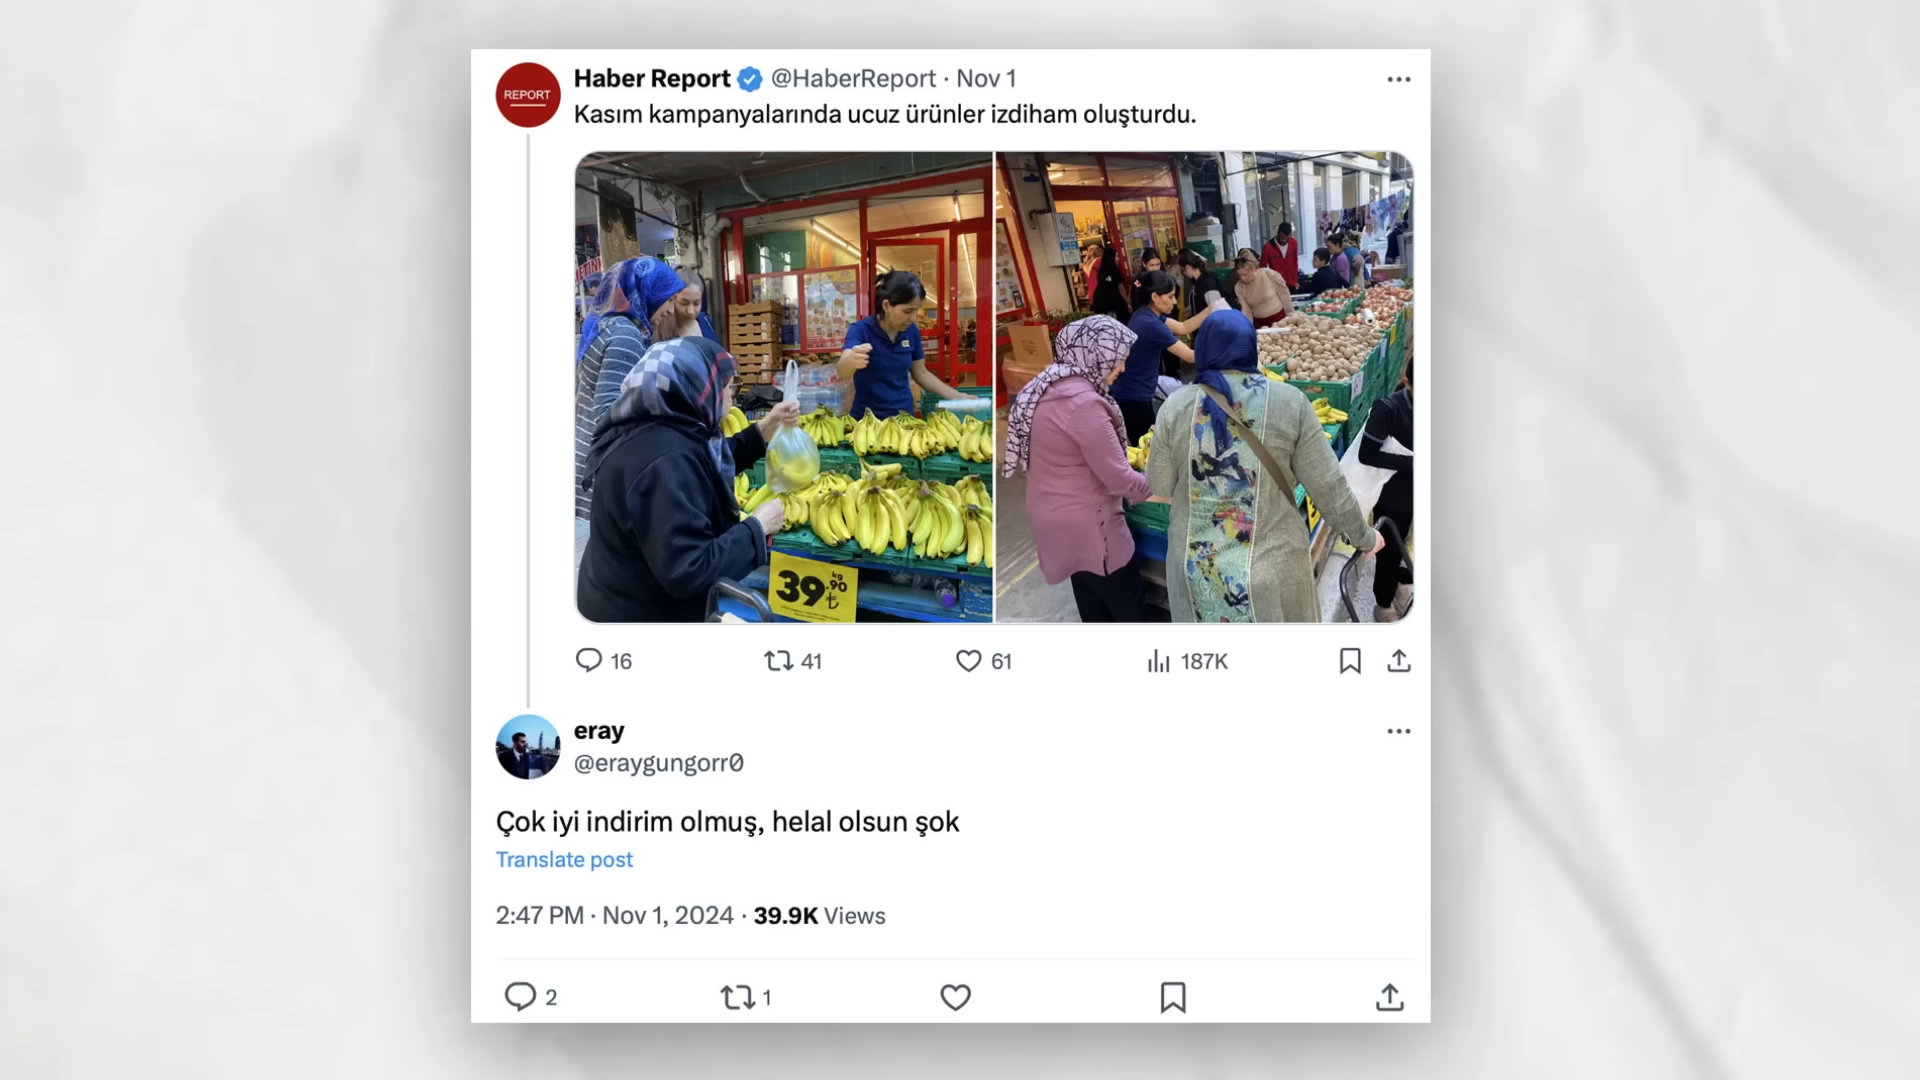 REPORT
Haber Report @HaberReport · Nov 1
Kasım kampanyalarında ucuz ürünler izdiham oluşturdu.
39
kg
.90
₺
16 41 61 187K
eray
@eraygungorr0
Çok iyi indirim olmuş, helal olsun şok
Translate post
2:47 PM · Nov 1, 2024 · 39.9K Views
2 1